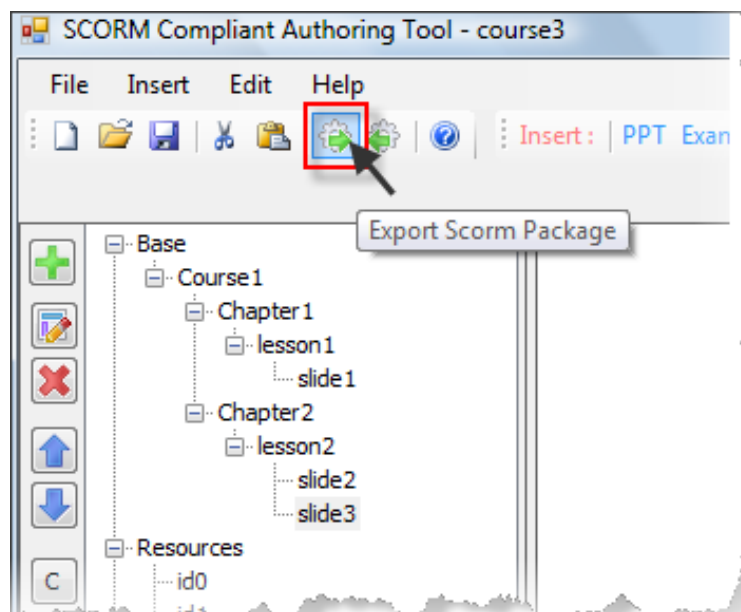 SCORM Compliant Authoring Tool - course3
File Insert Edit Help
Insert : PPT Exan
Export Scorm Package
Base
Course1
Chapter1
lesson1
slide1
Chapter2
lesson2
slide2
slide3
Resources
C
id0